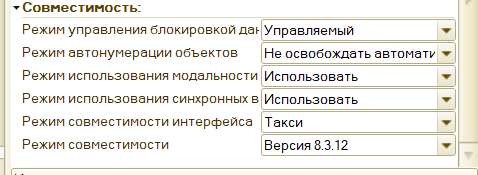 Совместимость:
Режим управления блокировкой дан Управляемый
Режим автонумерации объектов Не освобождать автомати
Режим использования модальности Использовать
Режим использования синхронных в Использовать
Режим совместимости интерфейса Такси
Режим совместимости Версия 8.3.12